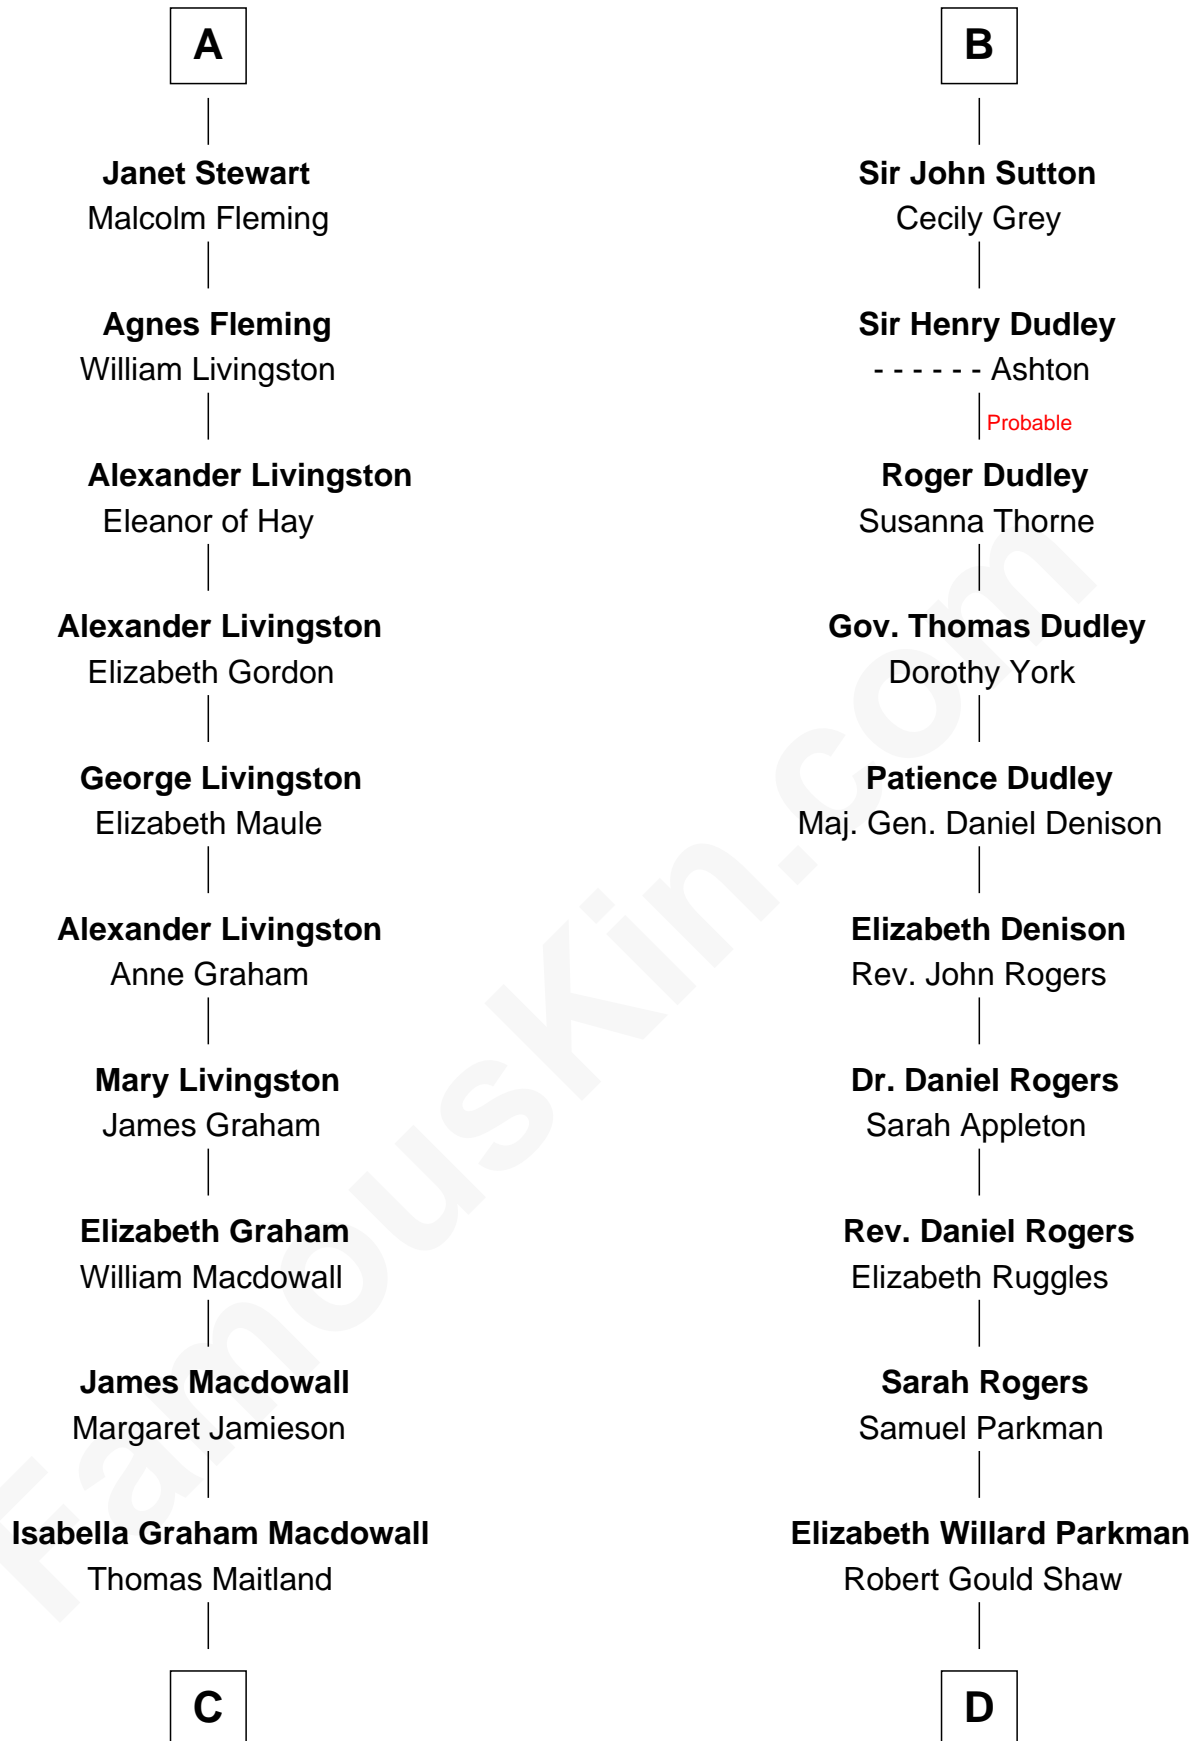 A
Janet Stewart
Malcolm Fleming
Agnes Fleming
William Livingston
Alexander Livingston
Eleanor of Hay
Alexander Livingston
Elizabeth Gordon
George Livingston
Elizabeth Maule
Alexander Livingston
Anne Graham
Mary Livingston
James Graham
Elizabeth Graham
William Macdowall
James Macdowall
Margaret Jamieson
Isabella Graham Macdowall
Thomas Maitland
C
B
Sir John Sutton
Cecily Grey
Sir Henry Dudley
- - - - - - Ashton
Probable
Roger Dudley
Susanna Thorne
Gov. Thomas Dudley
Dorothy York
Patience Dudley
Maj. Gen. Daniel Denison
Elizabeth Denison
Rev. John Rogers
Dr. Daniel Rogers
Sarah Appleton
Rev. Daniel Rogers
Elizabeth Ruggles
Sarah Rogers
Samuel Parkman
Elizabeth Willard Parkman
Robert Gould Shaw
D
FamousKin.com